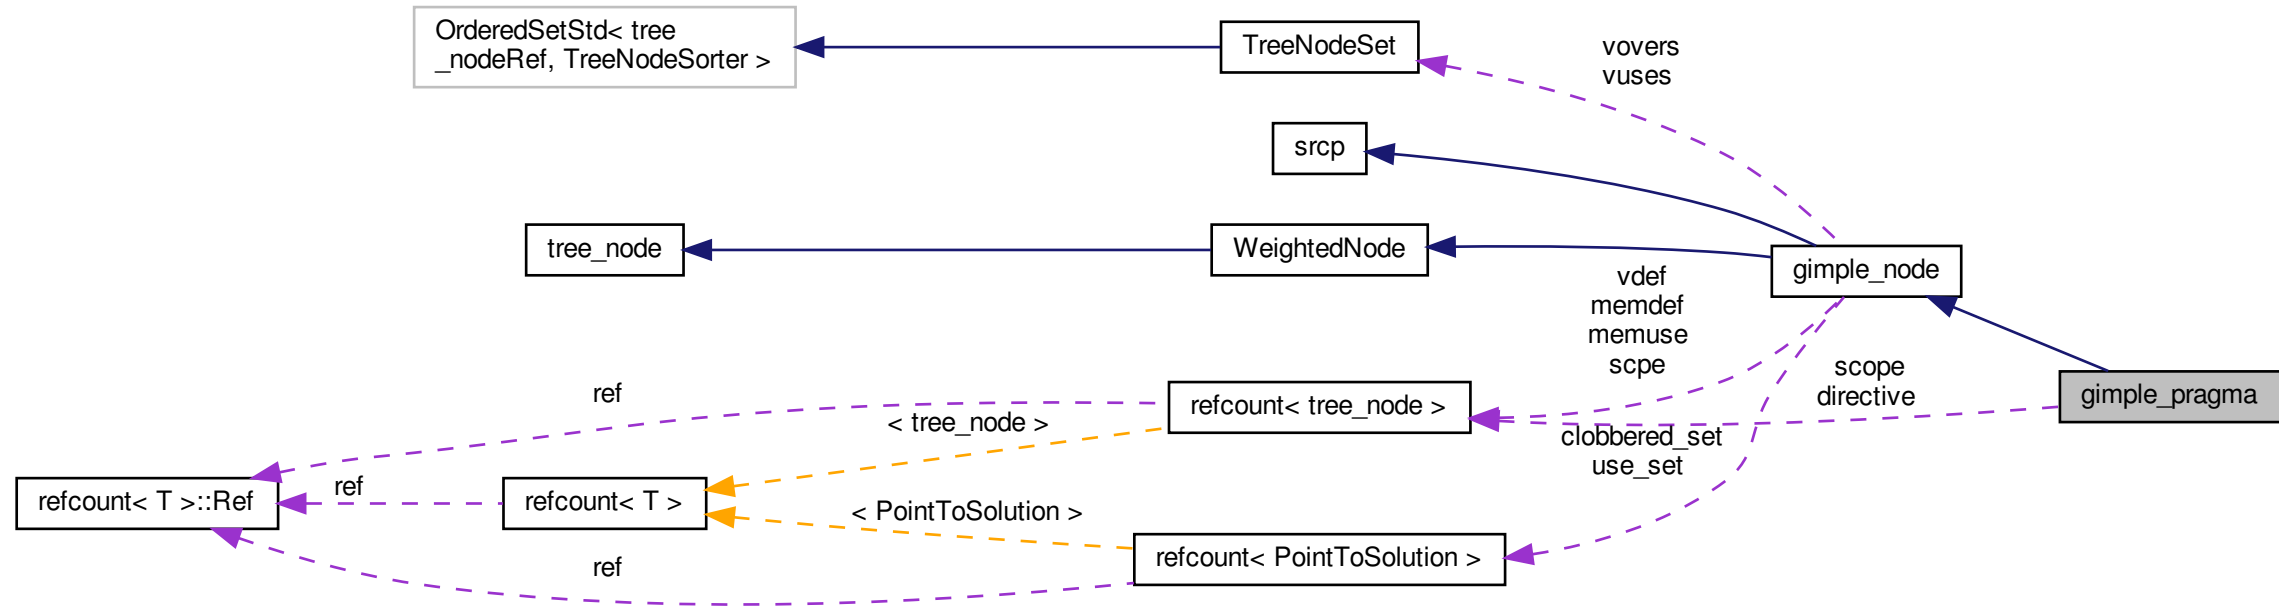 OrderedSetStd< tree
_nodeRef, TreeNodeSorter >
TreeNodeSet
vovers
vuses
srcp
tree_node
WeightedNode
gimple_node
vdef
memdef
memuse
scpe
scope
directive
gimple_pragma
ref
refcount< tree_node >
< tree_node >
clobbered_set
use_set
refcount< T >::Ref
ref
refcount< T >
< PointToSolution >
refcount< PointToSolution >
ref